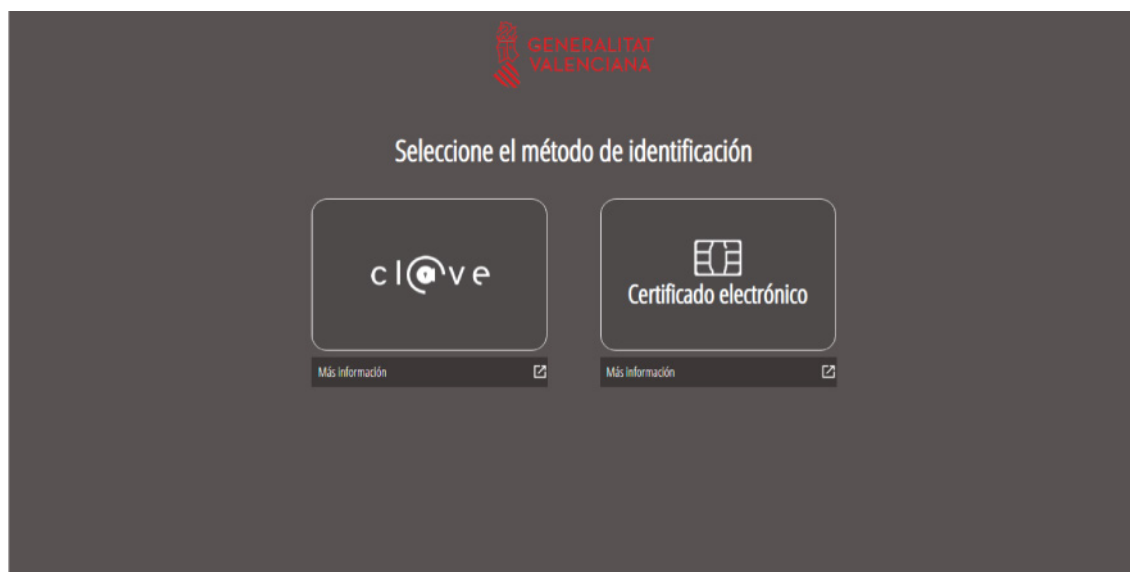 GENERALITAT
VALENCIANA
Seleccione el método de identificación
cl@ve
Certificado electrónico
Más información
Más información